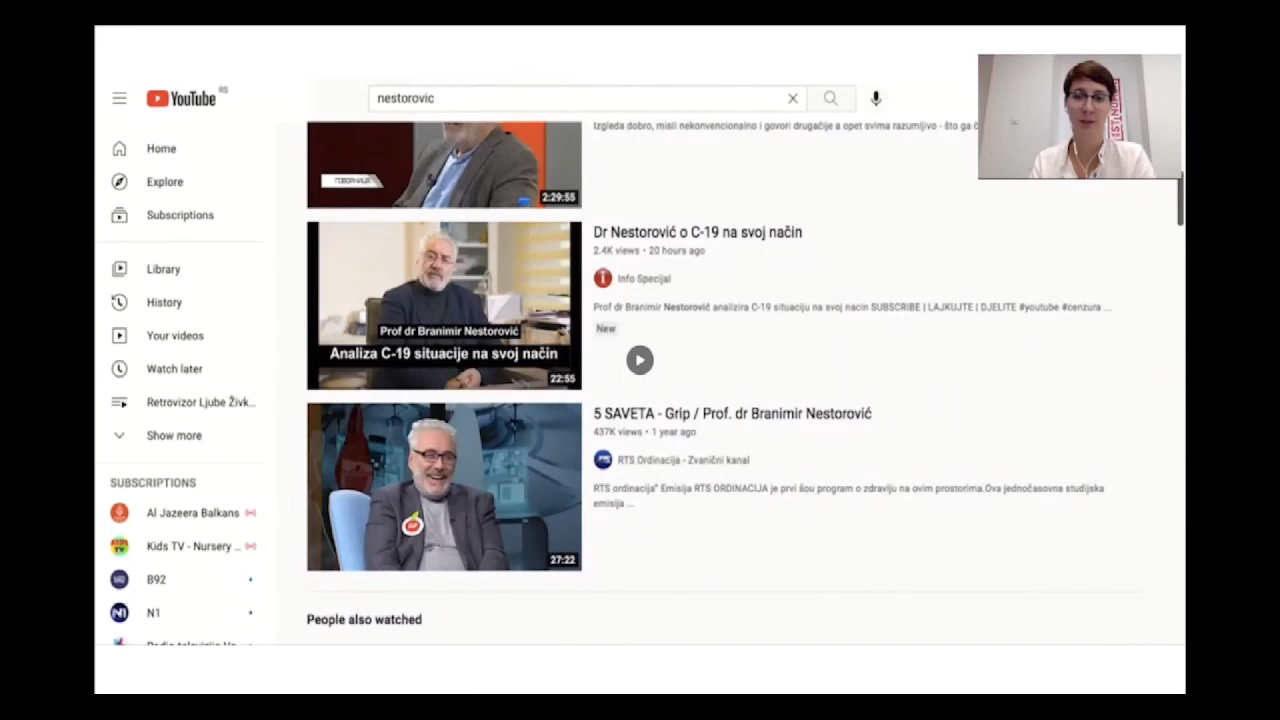 YouTube RS
nestorovic
Home
Explore
Subscriptions
Library
History
Your videos
Watch later
Retrovizor Ljube Živk...
Show more
SUBSCRIPTIONS
Al Jazeera Balkans
Kids TV - Nursery ...
B92
N1
Izgleda dobro, misli nekonvencionalno i govori drugačije a opet svima razumljivo - što ga č
ГОВОРНИЦА
2:29:55
Prof dr Branimir Nestorović
Analiza C-19 situacije na svoj način
22:55
Dr Nestorović o C-19 na svoj način
2.4K views • 20 hours ago
Info Specijal
Prof dr Branimir Nestorović analizira C-19 situaciju na svoj nacin SUBSCRIBE | LAJKUJTE | DJELITE #youtube #cenzura ...
New
27:22
5 SAVETA - Grip / Prof. dr Branimir Nestorović
437K views • 1 year ago
RTS Ordinacija - Zvanični kanal
RTS ordinacija" Emisija RTS ORDINACIJA je prvi šou program o zdravlju na ovim prostorima.Ova jednočasovna studijska
emisija ...
People also watched